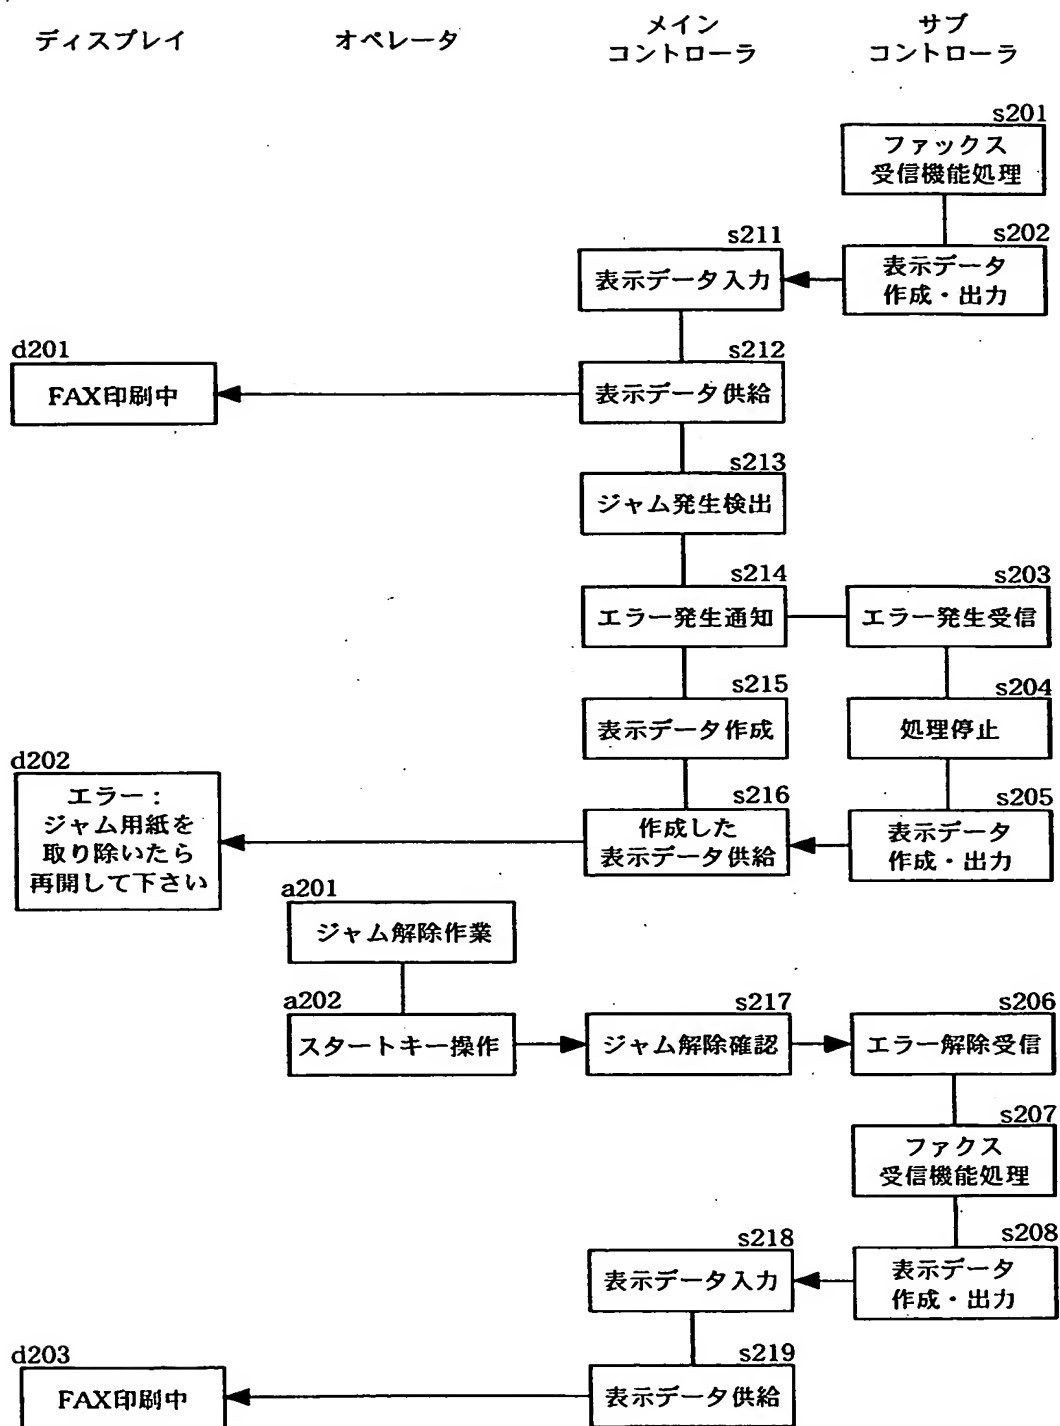 ディスプレイ
オペレータ
メイン
コントローラ
サブ
コントローラ
s201
ファックス
受信機能処理
s211
s202
表示データ入力
表示データ
作成・出力
d201
s212
FAX印刷中
表示データ供給
s213
ジャム発生検出
s214
s203
エラー発生通知
エラー発生受信
s215
s204
表示データ作成
処理停止
d202
エラー：
ジャム用紙を
取り除いたら
再開して下さい
s216
s205
作成した
表示データ供給
表示データ
作成・出力
a201
ジャム解除作業
a202
s217
s206
スタートキー操作
ジャム解除確認
エラー解除受信
s207
ファクス
受信機能処理
s218
s208
表示データ入力
表示データ
作成・出力
d203
s219
FAX印刷中
表示データ供給